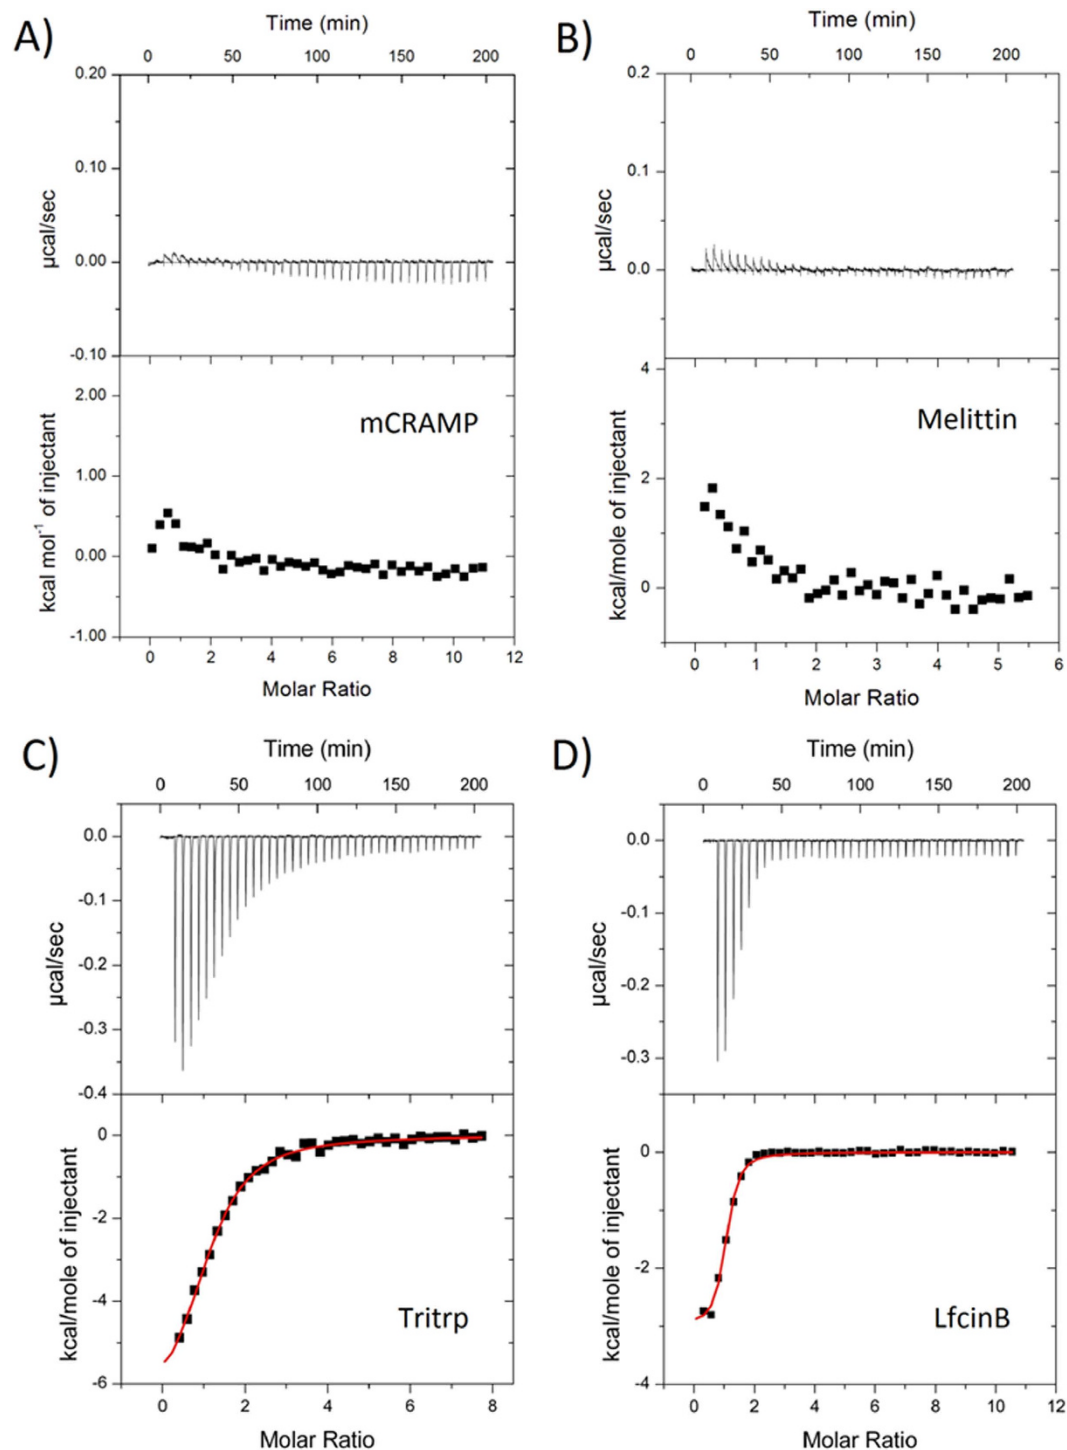 A)
Time (min)
0 50 100 150 200
0.20
0.10
0.00
-0.10
µcal/sec
2.00
1.00
0.00
-1.00
kcal mol⁻¹ of injectant
mCRAMP
0 2 4 6 8 10 12
Molar Ratio
B)
Time (min)
0 50 100 150 200
0.2
0.1
0.0
µcal/sec
4
2
0
kcal/mole of injectant
Melittin
0 1 2 3 4 5 6
Molar Ratio
C)
Time (min)
0 50 100 150 200
0.0
-0.1
-0.2
-0.3
-0.4
µcal/sec
0
-2
-4
-6
kcal/mole of injectant
Tritrp
0 2 4 6 8
Molar Ratio
D)
Time (min)
0 50 100 150 200
0.0
-0.1
-0.2
-0.3
µcal/sec
0
-2
-4
kcal/mole of injectant
LfcinB
0 2 4 6 8 10 12
Molar Ratio